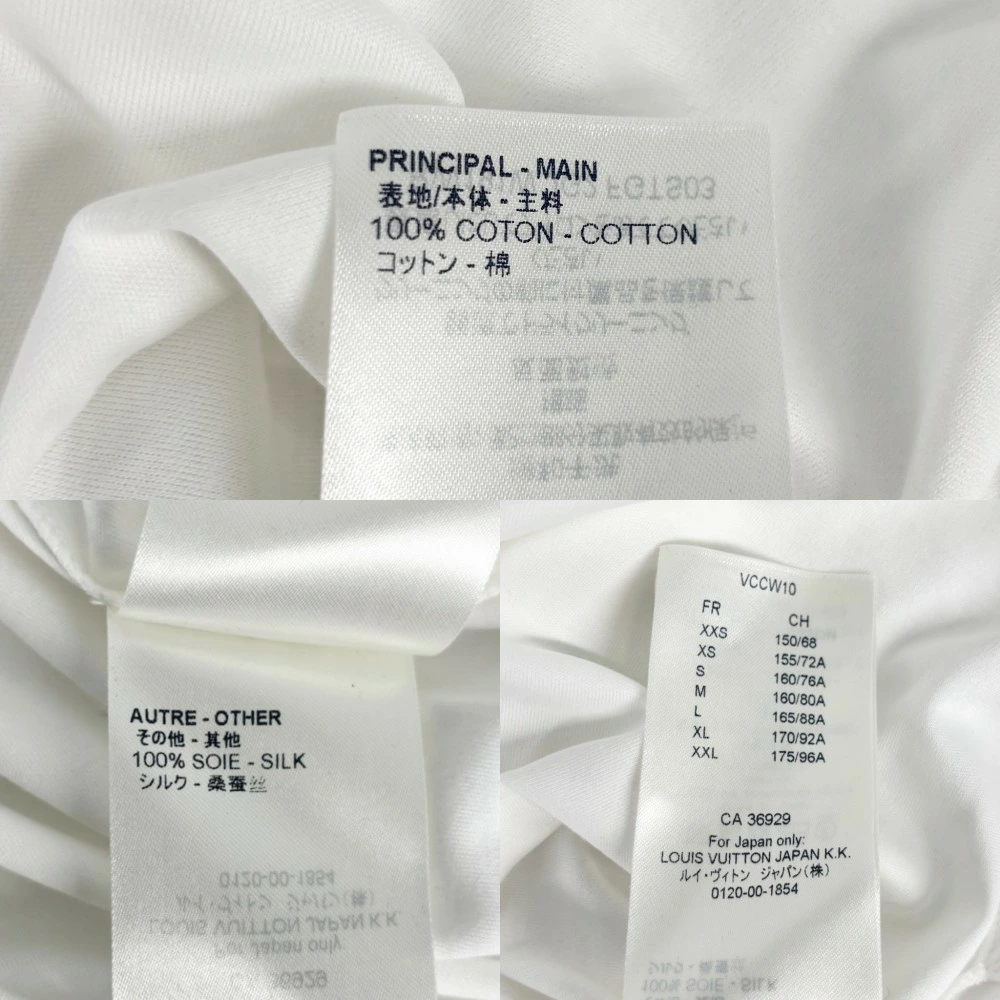 PRINCIPAL - MAIN
表地/本体 - 主料
100% COTON - COTTON
コットン - 棉
AUTRE - OTHER
その他 - 其他
100% SOIE - SILK
シルク - 桑蚕丝
VCCW10
FR CH
XXS 150/68
XS 155/72A
S 160/76A
M 160/80A
L 165/88A
XL 170/92A
XXL 175/96A
CA 36929
For Japan only:
LOUIS VUITTON JAPAN K.K.
ルイ・ヴィトン ジャパン(株)
0120-00-1854